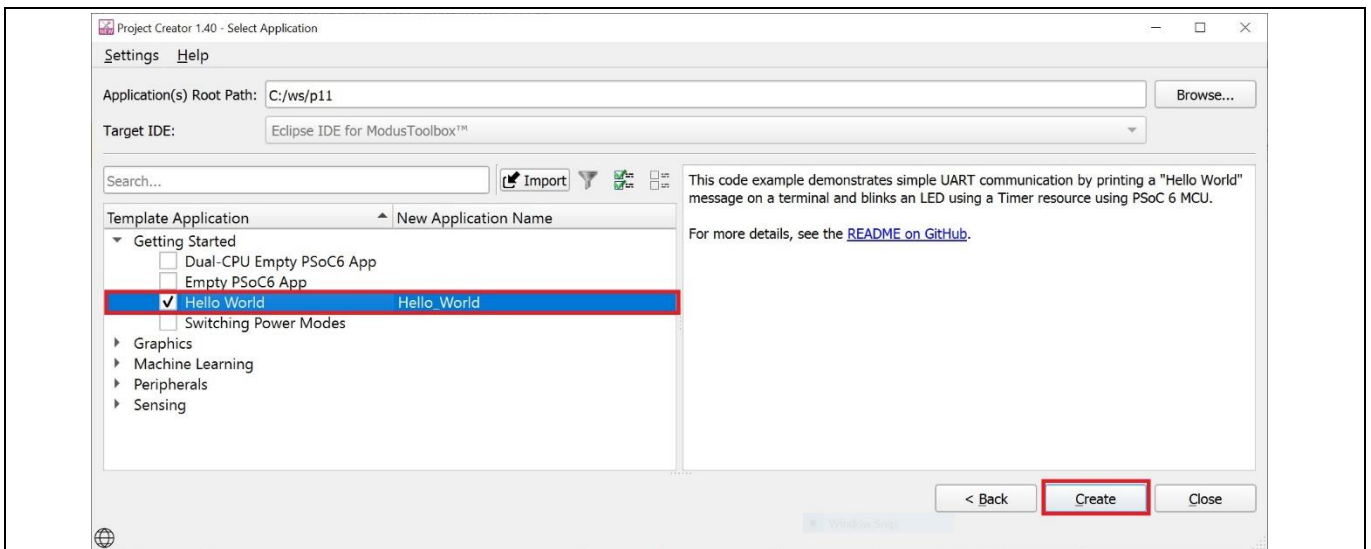 Project Creator 1.40 - Select Application
Settings Help
Application(s) Root Path: C:/ws/p11 Browse...
Target IDE: Eclipse IDE for ModusToolbox™
Search... Import
Template Application New Application Name
Getting Started
Dual-CPU Empty PSoC6 App
Empty PSoC6 App
Hello World Hello_World
Switching Power Modes
Graphics
Machine Learning
Peripherals
Sensing
This code example demonstrates simple UART communication by printing a "Hello World"
message on a terminal and blinks an LED using a Timer resource using PSoC 6 MCU.
For more details, see the README on GitHub.
< Back Create Close
Window Snip